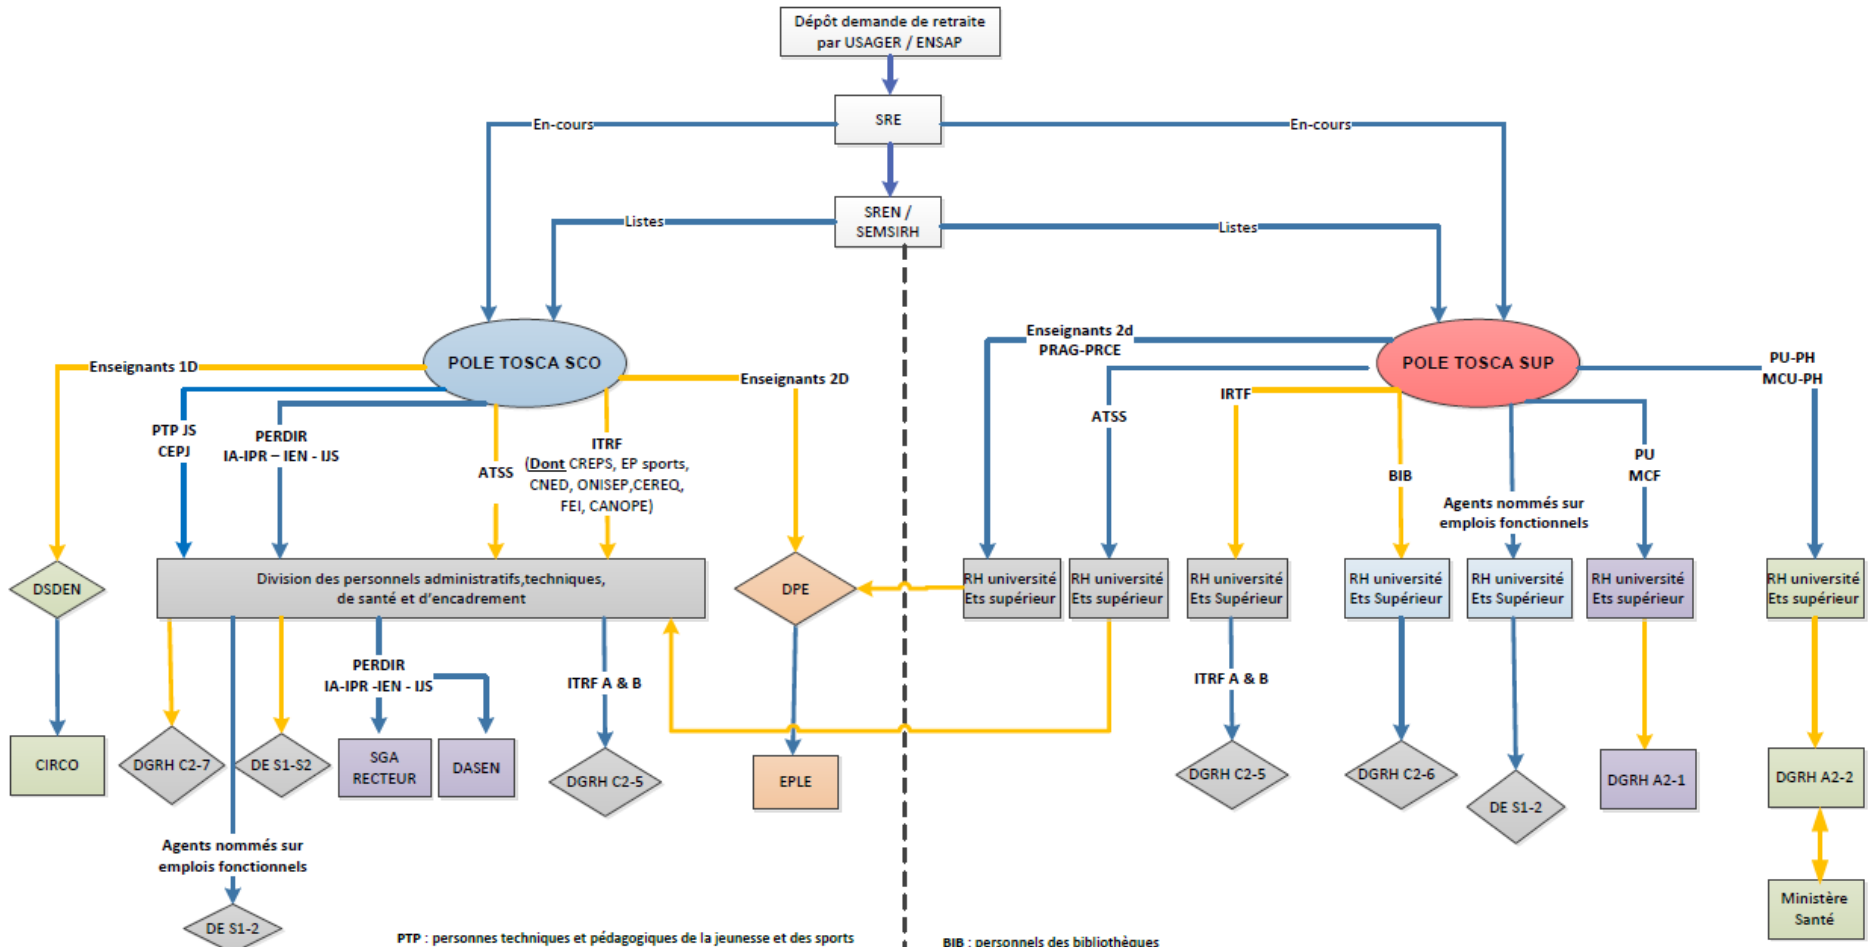 Dépôt demande de retraite
par USAGER / ENSAP
SRE
En-cours
En-cours
SREN /
SEMSIRH
Listes
Listes
POLE TOSCA SCO
POLE TOSCA SUP
Enseignants 1D
Enseignants 2D
Enseignants 2d
PRAG-PRCE
PU-PH
MCU-PH
PTP JS
CEPJ
PERDIR
IA-IPR – IEN - IJS
ATSS
ITRF
(Dont CREPS, EP sports,
CNED, ONISEP,CEREQ,
FEI, CANOPE)
ATSS
IRTF
BIB
Agents nommés sur
emplois fonctionnels
PU
MCF
DSDEN
Division des personnels administratifs,techniques,
de santé et d'encadrement
DPE
RH université
Ets supérieur
RH université
Ets supérieur
RH université
Ets Supérieur
RH université
Ets Supérieur
RH université
Ets Supérieur
RH université
Ets supérieur
RH université
Ets supérieur
PERDIR
IA-IPR -IEN - IJS
ITRF A & B
ITRF A & B
CIRCO
DGRH C2-7
DE S1-S2
SGA
RECTEUR
DASEN
DGRH C2-5
EPLE
DGRH C2-5
DGRH C2-6
DE S1-2
DGRH A2-1
DGRH A2-2
Agents nommés sur
emplois fonctionnels
DE S1-2
Ministère
Santé
PTP : personnes techniques et pédagogiques de la jeunesse et des sports
BIB : personnels des bibliothèques